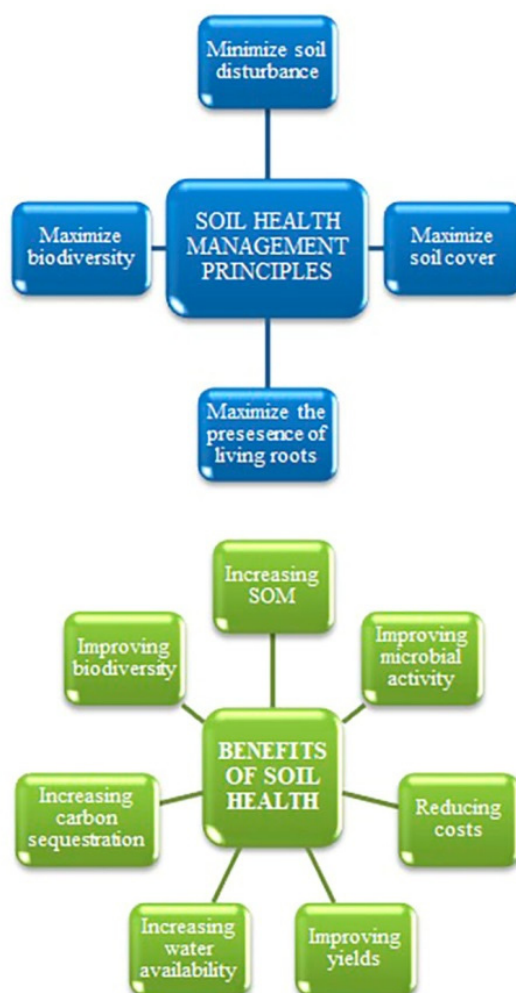 Minimize soil
disturbance
Maximize
biodiversity
SOIL HEALTH
MANAGEMENT
PRINCIPLES
Maximize
soil cover
Maximize the
presesence of
living roots
Increasing
SOM
Improving
biodiversity
Improving
microbial
activity
BENEFITS
OF SOIL
HEALTH
Increasing
carbon
sequestration
Reducing
costs
Increasing
water
availability
Improving
yields